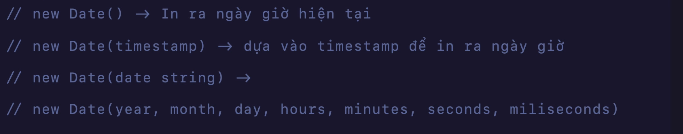 // new Date() -> In ra ngày giờ hiện tại
// new Date(timestamp) -> dựa vào timestamp để in ra ngày giờ
// new Date(date string) ->
// new Date(year, month, day, hours, minutes, seconds, miliseconds)